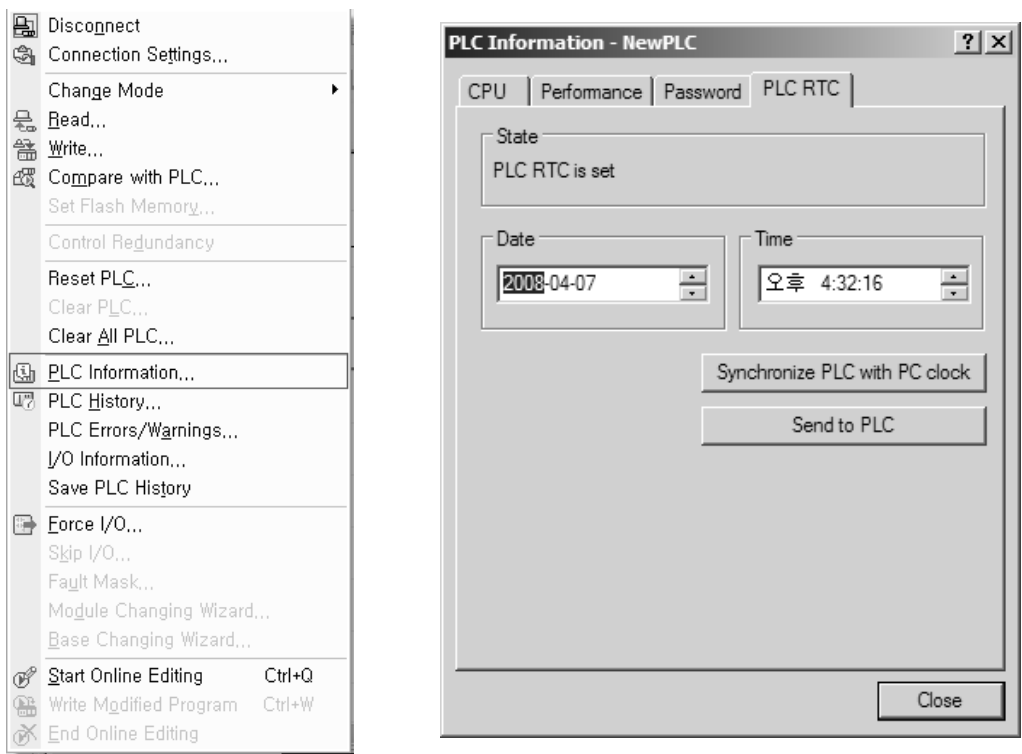 Disconnect
Connection Settings...
Change Mode
Read...
Write...
Compare with PLC...
Set Flash Memory...
Control Redundancy
Reset PLC...
Clear PLC...
Clear All PLC...
PLC Information...
PLC History...
PLC Errors/Warnings...
I/O Information...
Save PLC History
Force I/O...
Skip I/O...
Fault Mask...
Module Changing Wizard...
Base Changing Wizard...
Start Online Editing Ctrl+Q
Write Modified Program Ctrl+W
End Online Editing
PLC Information - NewPLC
CPU Performance Password PLC RTC
State
PLC RTC is set
Date Time
2008-04-07 오후 4:32:16
Synchronize PLC with PC clock
Send to PLC
Close